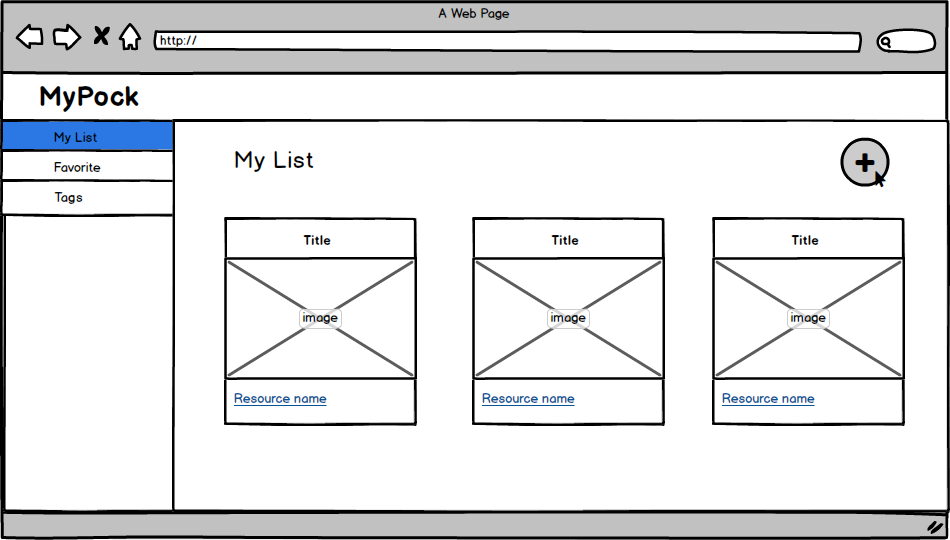 A Web Page
http://
MyPock
My List
Favorite
Tags
My List
Title
Title
Title
image
image
image
Resource name
Resource name
Resource name